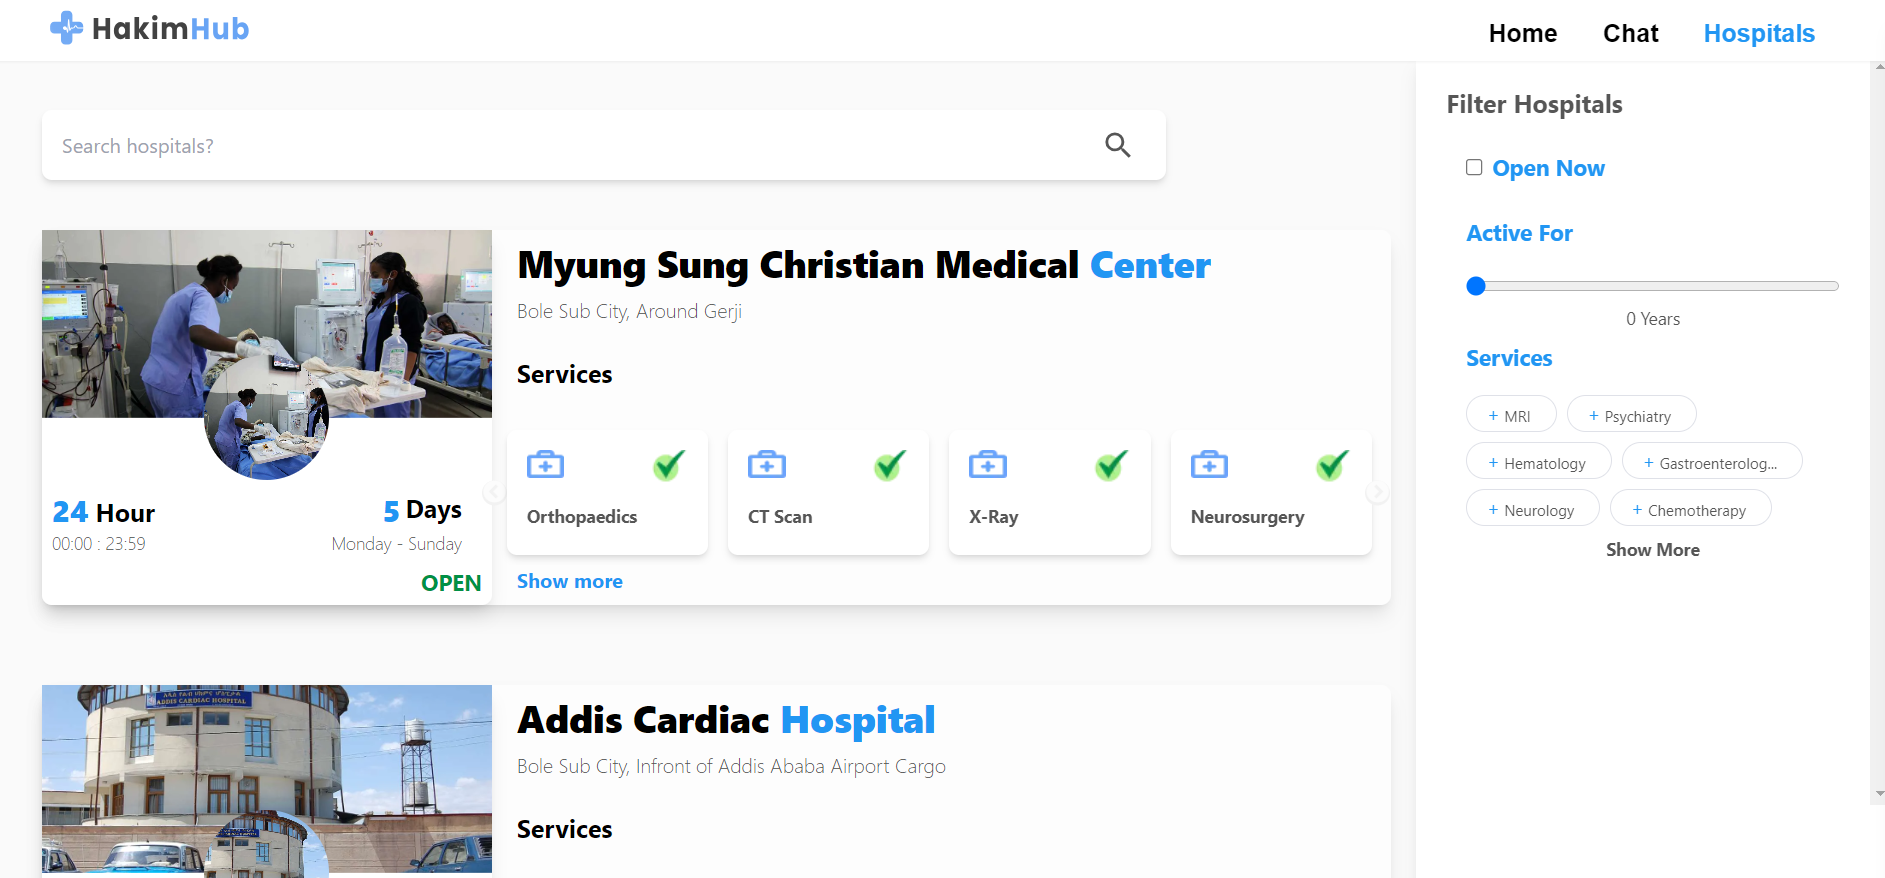 HakimHub
Home Chat Hospitals
Search hospitals?
Myung Sung Christian Medical Center
Bole Sub City, Around Gerji
Services
Orthopaedics
CT Scan
X-Ray
Neurosurgery
Show more
24 Hour
00:00 : 23:59
5 Days
Monday - Sunday
OPEN
ADDIS CARDIAC HOSPITAL
Addis Cardiac Hospital
Bole Sub City, Infront of Addis Ababa Airport Cargo
Services
Filter Hospitals
Open Now
Active For
0 Years
Services
+ MRI
+ Psychiatry
+ Hematology
+ Gastroenterolog...
+ Neurology
+ Chemotherapy
Show More